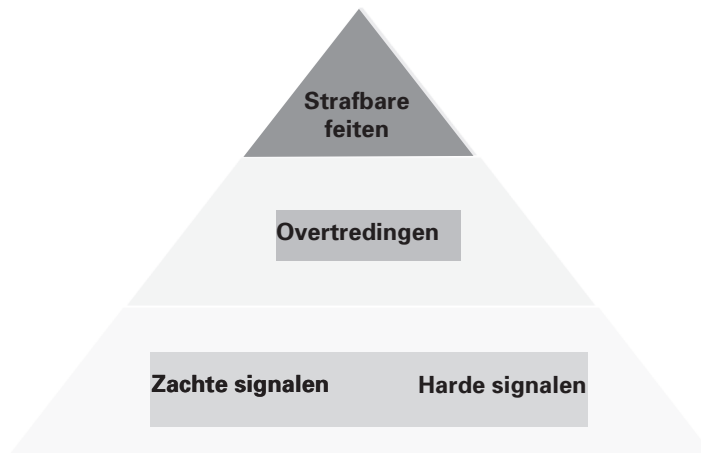 Strafbare
feiten
Overtredingen
Zachte signalen Harde signalen